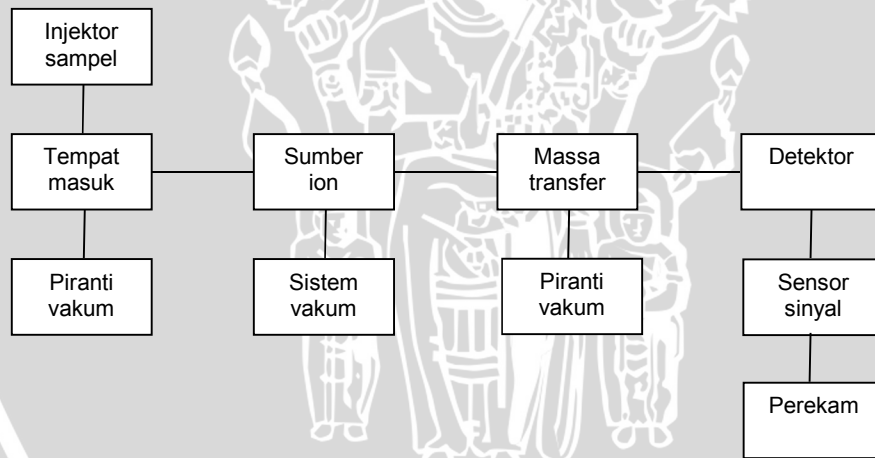 Injektor
sampel
Tempat
masuk
Sumber
ion
Massa
transfer
Detektor
Piranti
vakum
Sistem
vakum
Piranti
vakum
Sensor
sinyal
Perekam